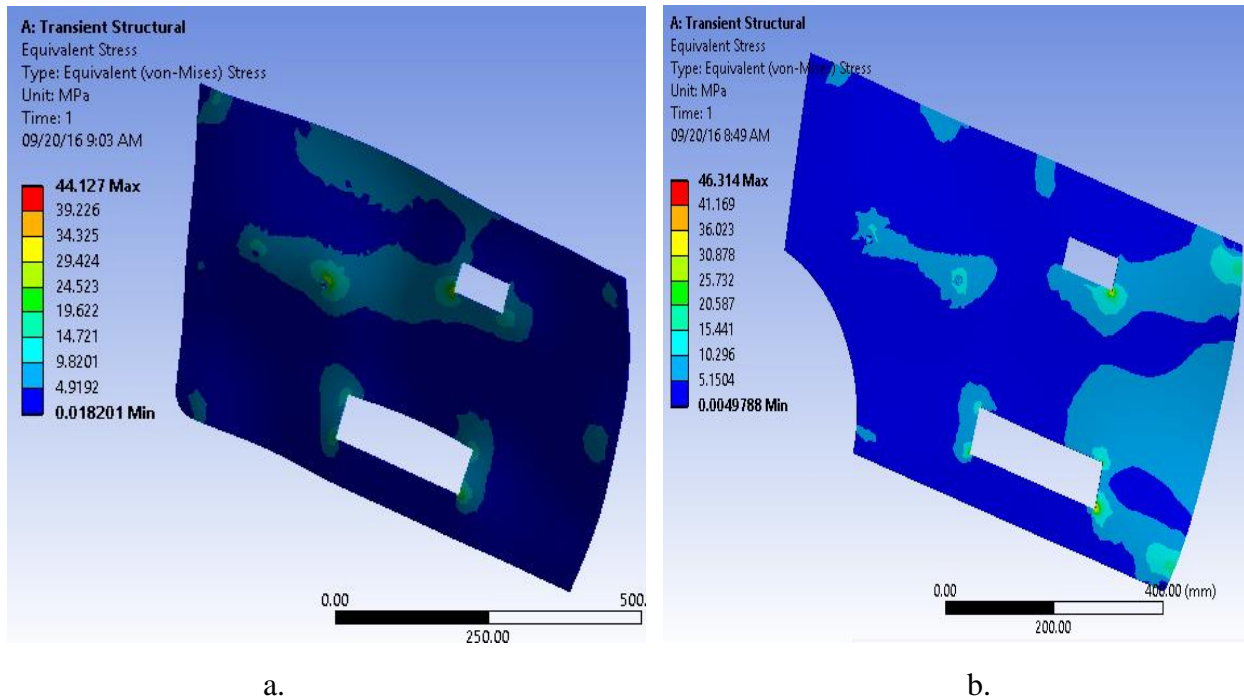 A: Transient Structural
Equivalent Stress
Type: Equivalent (von-Mises) Stress
Unit: MPa
Time: 1
09/20/16 9:03 AM
44.127 Max
39.226
34.325
29.424
24.523
19.622
14.721
9.8201
4.9192
0.018201 Min
0.00
500.
250.00
a.
A: Transient Structural
Equivalent Stress
Type: Equivalent (von-Mises) Stress
Unit: MPa
Time: 1
09/20/16 8:49 AM
46.314 Max
41.169
36.023
30.878
25.732
20.587
15.441
10.296
5.1504
0.0049788 Min
0.00
400.00 (mm)
200.00
b.